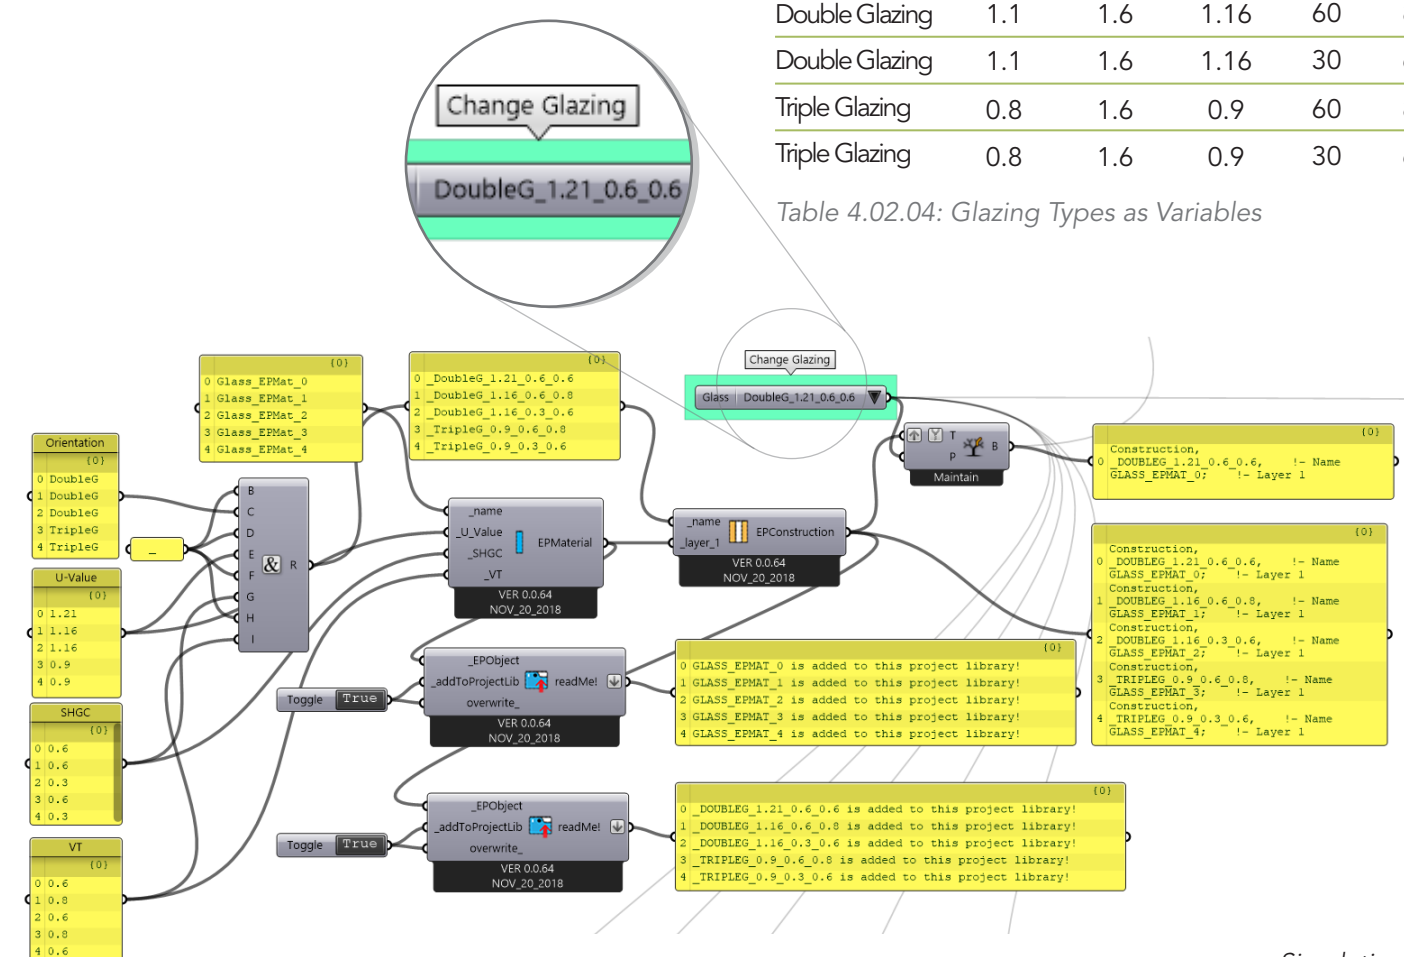 Double Glazing 1.1 1.6 1.16 60
Double Glazing 1.1 1.6 1.16 30
Triple Glazing 0.8 1.6 0.9 60
Triple Glazing 0.8 1.6 0.9 30
Table 4.02.04: Glazing Types as Variables
Change Glazing
DoubleG_1.21_0.6_0.6
{0}
0 Glass_EPMat_0
1 Glass_EPMat_1
2 Glass_EPMat_2
3 Glass_EPMat_3
4 Glass_EPMat_4
{0}
0 _DoubleG_1.21_0.6_0.6
1 _DoubleG_1.16_0.6_0.8
2 _DoubleG_1.16_0.3_0.6
3 _TripleG_0.9_0.6_0.8
4 _TripleG_0.9_0.3_0.6
Change Glazing
Glass DoubleG_1.21_0.6_0.6
T
P
B
Maintain
{0}
Construction,
0 _DOUBLEG_1.21_0.6_0.6, !- Name
GLASS_EPMAT_0; !- Layer 1
Orientation
{0}
0 DoubleG
1 DoubleG
2 DoubleG
3 TripleG
4 TripleG
_
B
C
D
E
F
G
H
I
& R
_name
_U_Value
_SHGC
_VT
EPMaterial
VER 0.0.64
NOV_20_2018
_name
_layer_1
EPConstruction
VER 0.0.64
NOV_20_2018
{0}
Construction,
0 _DOUBLEG_1.21_0.6_0.6, !- Name
GLASS_EPMAT_0; !- Layer 1
Construction,
1 _DOUBLEG_1.16_0.6_0.8, !- Name
GLASS_EPMAT_1; !- Layer 1
Construction,
2 _DOUBLEG_1.16_0.3_0.6, !- Name
GLASS_EPMAT_2; !- Layer 1
Construction,
3 _TRIPLEG_0.9_0.6_0.8, !- Name
GLASS_EPMAT_3; !- Layer 1
Construction,
4 _TRIPLEG_0.9_0.3_0.6, !- Name
GLASS_EPMAT_4; !- Layer 1
U-Value
{0}
0 1.21
1 1.16
2 1.16
3 0.9
4 0.9
Toggle True
_EPObject
_addToProjectLib readMe!
overwrite_
VER 0.0.64
NOV_20_2018
{0}
0 GLASS_EPMAT_0 is added to this project library!
1 GLASS_EPMAT_1 is added to this project library!
2 GLASS_EPMAT_2 is added to this project library!
3 GLASS_EPMAT_3 is added to this project library!
4 GLASS_EPMAT_4 is added to this project library!
SHGC
{0}
0 0.6
1 0.6
2 0.3
3 0.6
4 0.3
Toggle True
_EPObject
_addToProjectLib readMe!
overwrite_
VER 0.0.64
NOV_20_2018
{0}
0 _DOUBLEG_1.21_0.6_0.6 is added to this project library!
1 _DOUBLEG_1.16_0.6_0.8 is added to this project library!
2 _DOUBLEG_1.16_0.3_0.6 is added to this project library!
3 _TRIPLEG_0.9_0.6_0.8 is added to this project library!
4 _TRIPLEG_0.9_0.3_0.6 is added to this project library!
VT
{0}
0 0.6
1 0.8
2 0.6
3 0.8
4 0.6